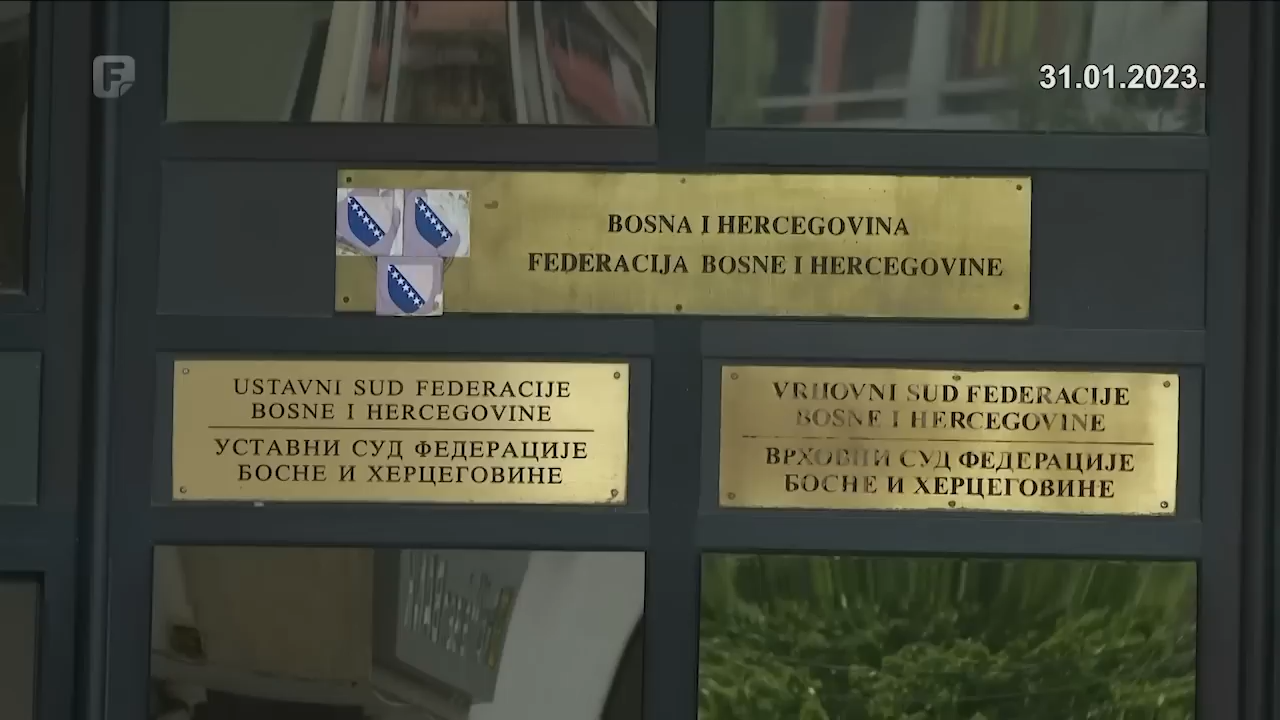 F
31.01.2023.
BOSNA I HERCEGOVINA
FEDERACIJA BOSNE I HERCEGOVINE
USTAVNI SUD FEDERACIJE
BOSNE I HERCEGOVINE
УСТАВНИ СУД ФЕДЕРАЦИЈЕ
БОСНЕ И ХЕРЦЕГОВИНЕ
VRHOVNI SUD FEDERACIJE
BOSNE I HERCEGOVINE
ВРХОВНИ СУД ФЕДЕРАЦИЈЕ
БОСНЕ И ХЕРЦЕГОВИНЕ